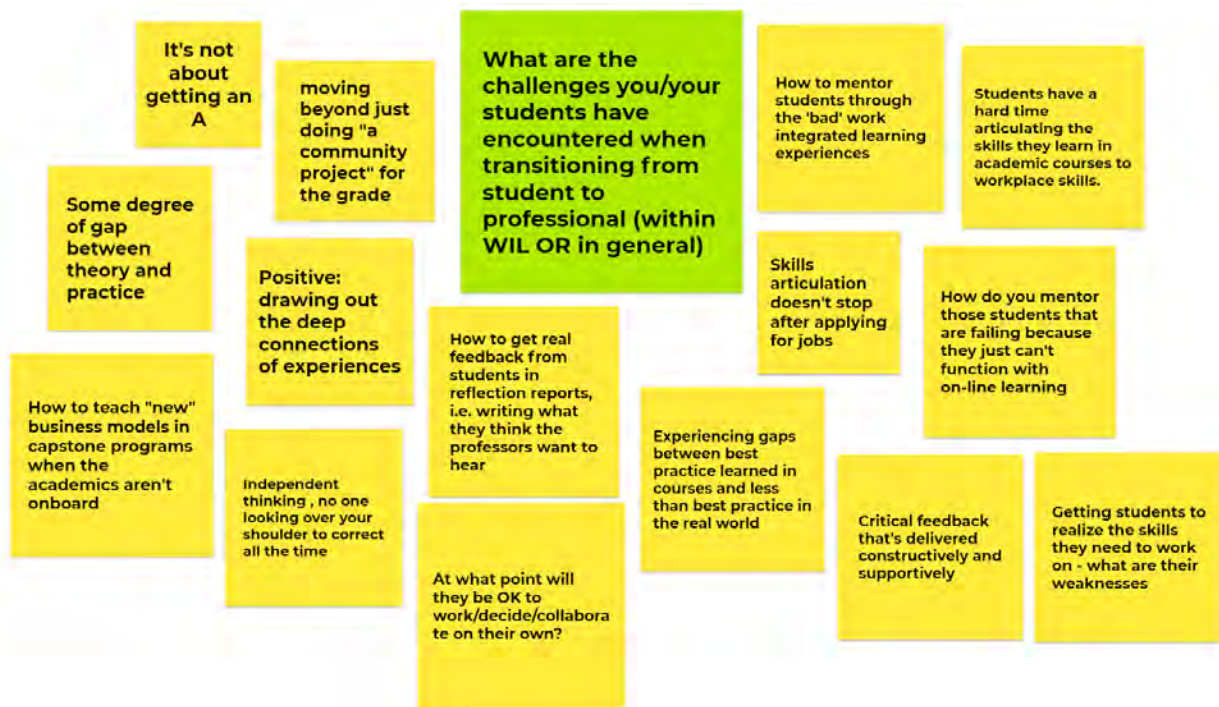 It's not
about
getting an
A
moving
beyond just
doing "a
community
project" for
the grade
What are the
challenges you/your
students have
encountered when
transitioning from
student to
professional (within
WIL OR in general)
How to mentor
students through
the 'bad' work
integrated learning
experiences
Students have a
hard time
articulating the
skills they learn in
academic courses to
workplace skills.
Some degree
of gap
between
theory and
practice
Positive:
drawing out
the deep
connections
of experiences
Skills
articulation
doesn't stop
after applying
for jobs
How do you mentor
those students that
are failing because
they just can't
function with
on-line learning
How to get real
feedback from
students in
reflection reports,
i.e. writing what
they think the
professors want to
hear
How to teach "new"
business models in
capstone programs
when the
academics aren't
onboard
Independent
thinking , no one
looking over your
shoulder to correct
all the time
Experiencing gaps
between best
practice learned in
courses and less
than best practice in
the real world
Critical feedback
that's delivered
constructively and
supportively
Getting students to
realize the skills
they need to work
on - what are their
weaknesses
At what point will
they be OK to
work/decide/collabora
te on their own?